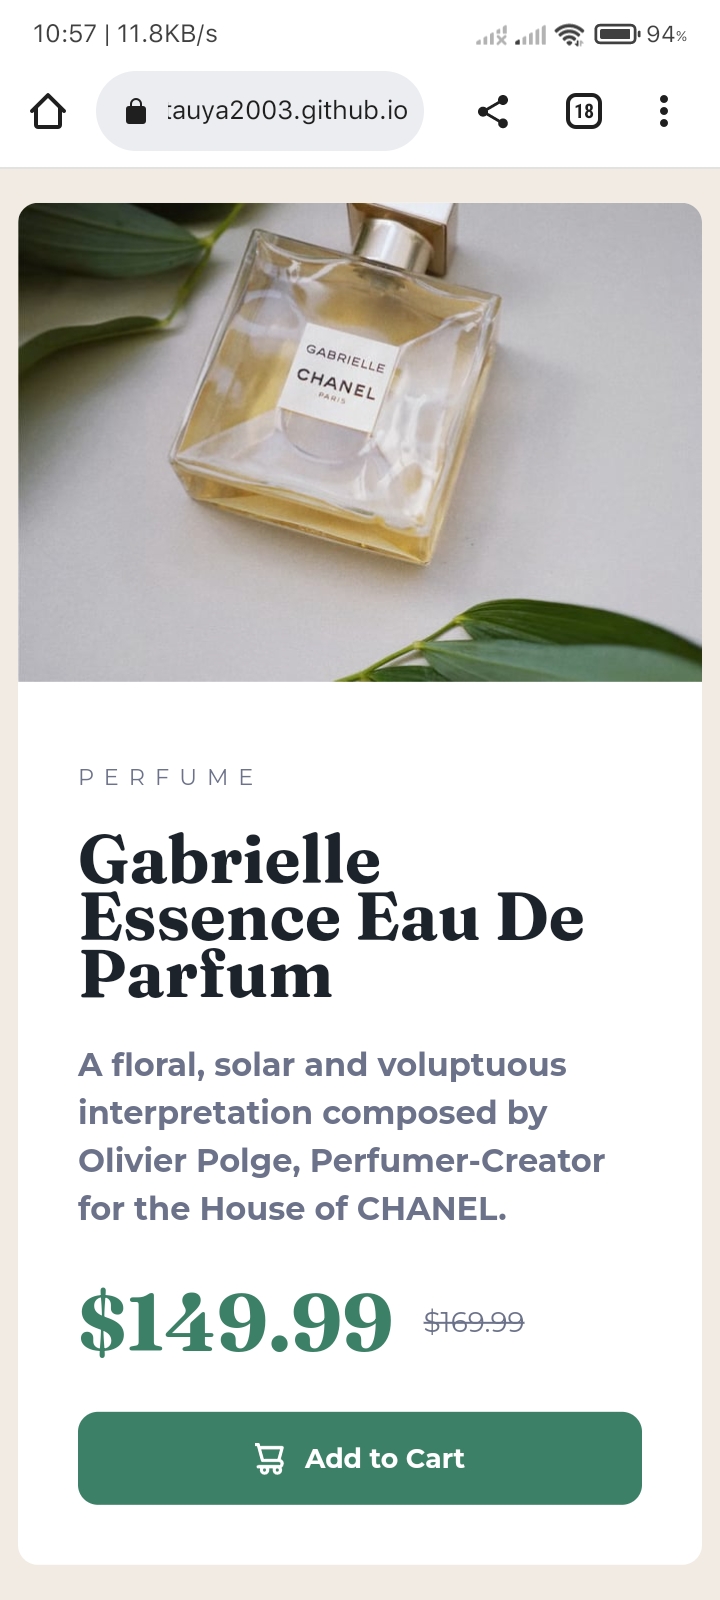 10:57 | 11.8KB/s
94%
tauya2003.github.io
18
GABRIELLE
CHANEL
PARIS
PERFUME
Gabrielle
Essence Eau De
Parfum
A floral, solar and voluptuous
interpretation composed by
Olivier Polge, Perfumer-Creator
for the House of CHANEL.
$149.99 $169.99
Add to Cart